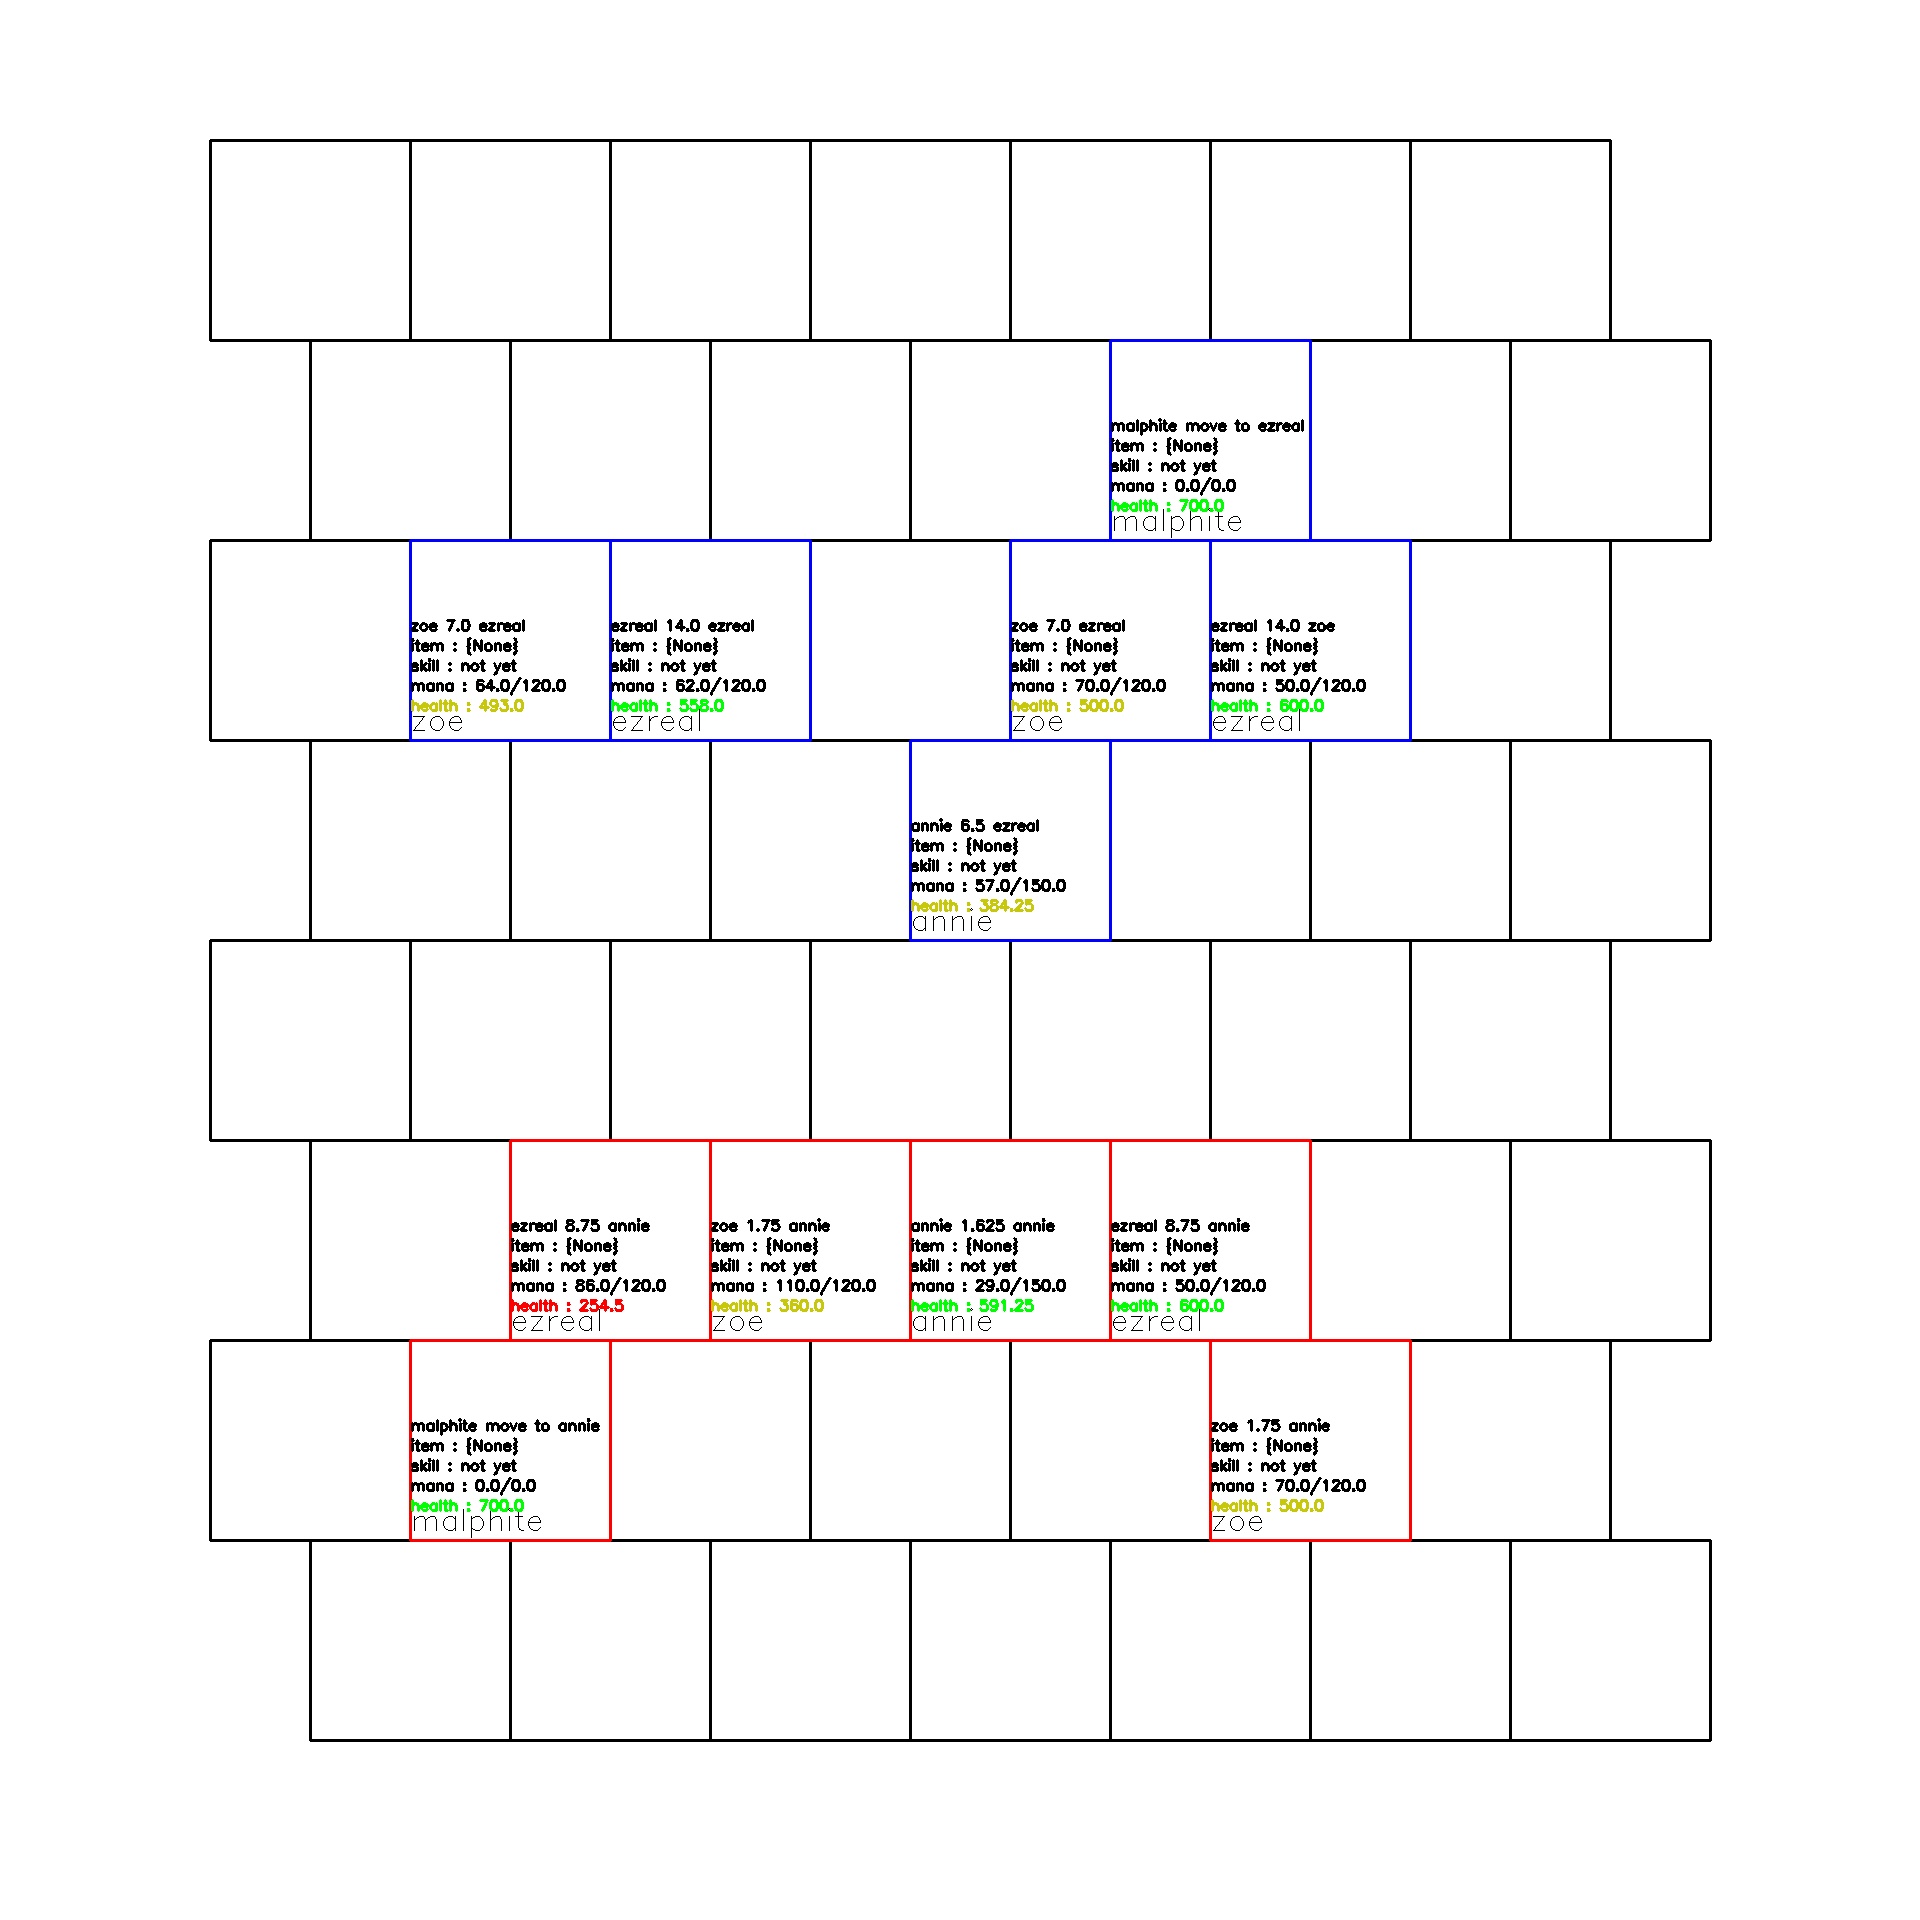 malphite move to ezreal
item : {None}
skill : not yet
mana : 0.0/0.0
health : 700.0
malphite
zoe 7.0 ezreal
item : {None}
skill : not yet
mana : 64.0/120.0
health : 493.0
zoe
ezreal 14.0 ezreal
item : {None}
skill : not yet
mana : 62.0/120.0
health : 558.0
ezreal
zoe 7.0 ezreal
item : {None}
skill : not yet
mana : 70.0/120.0
health : 500.0
zoe
ezreal 14.0 zoe
item : {None}
skill : not yet
mana : 50.0/120.0
health : 600.0
ezreal
annie 6.5 ezreal
item : {None}
skill : not yet
mana : 57.0/150.0
health : 384.25
annie
ezreal 8.75 annie
item : {None}
skill : not yet
mana : 86.0/120.0
health : 254.5
ezreal
zoe 1.75 annie
item : {None}
skill : not yet
mana : 110.0/120.0
health : 360.0
zoe
annie 1.625 annie
item : {None}
skill : not yet
mana : 29.0/150.0
health : 591.25
annie
ezreal 8.75 annie
item : {None}
skill : not yet
mana : 50.0/120.0
health : 600.0
ezreal
malphite move to annie
item : {None}
skill : not yet
mana : 0.0/0.0
health : 700.0
malphite
zoe 1.75 annie
item : {None}
skill : not yet
mana : 70.0/120.0
health : 500.0
zoe